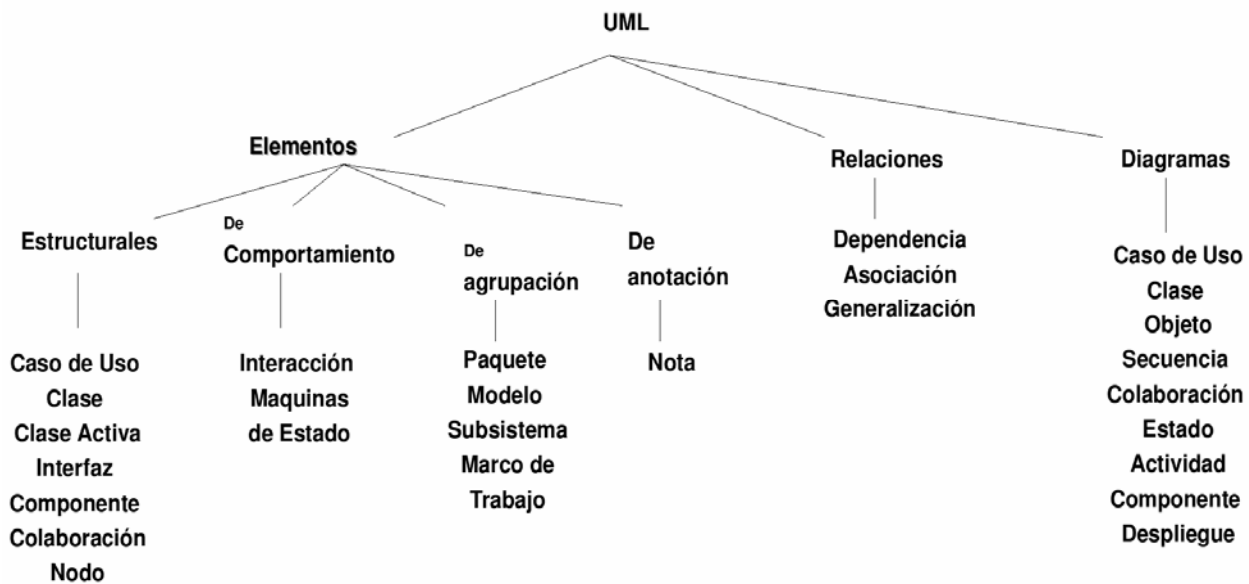 UML
Elementos
Relaciones
Diagramas
Estructurales
De
Comportamiento
De
agrupación
De
anotación
Dependencia
Asociación
Generalización
Caso de Uso
Clase
Objeto
Secuencia
Colaboración
Estado
Actividad
Componente
Despliegue
Caso de Uso
Clase
Clase Activa
Interfaz
Componente
Colaboración
Nodo
Interacción
Maquinas
de Estado
Paquete
Modelo
Subsistema
Marco de
Trabajo
Nota